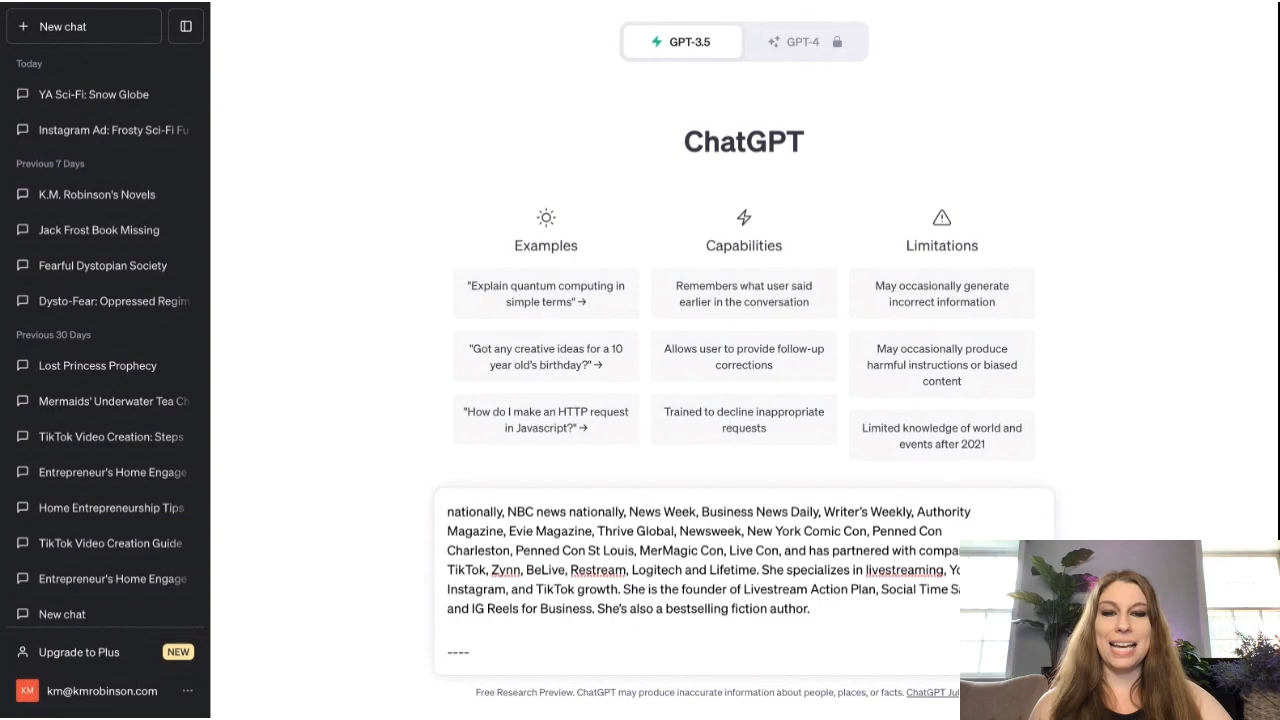 New chat
Today
YA Sci-Fi: Snow Globe
Instagram Ad: Frosty Sci-Fi Fu
Previous 7 Days
K.M. Robinson's Novels
Jack Frost Book Missing
Fearful Dystopian Society
Dysto-Fear: Oppressed Regim
Previous 30 Days
Lost Princess Prophecy
Mermaids' Underwater Tea Ch
TikTok Video Creation: Steps
Entrepreneur's Home Engage
Home Entrepreneurship Tips
TikTok Video Creation Guide
Entrepreneur's Home Engage
New chat
Upgrade to Plus
NEW
KM
km@kmrobinson.com
GPT-3.5
GPT-4
ChatGPT
Examples
"Explain quantum computing in
simple terms" →
"Got any creative ideas for a 10
year old's birthday?" →
"How do I make an HTTP request
in Javascript?" →
Capabilities
Remembers what user said
earlier in the conversation
Allows user to provide follow-up
corrections
Trained to decline inappropriate
requests
Limitations
May occasionally generate
incorrect information
May occasionally produce
harmful instructions or biased
content
Limited knowledge of world and
events after 2021
nationally, NBC news nationally, News Week, Business News Daily, Writer's Weekly, Authority
Magazine, Evie Magazine, Thrive Global, Newsweek, New York Comic Con, Penned Con
Charleston, Penned Con St Louis, MerMagic Con, Live Con, and has partnered with compa
TikTok, Zynn, BeLive, Restream, Logitech and Lifetime. She specializes in livestreaming, Yo
Instagram, and TikTok growth. She is the founder of Livestream Action Plan, Social Time Sa
and IG Reels for Business. She's also a bestselling fiction author.
----
Free Research Preview. ChatGPT may produce inaccurate information about people, places, or facts. ChatGPT Jul